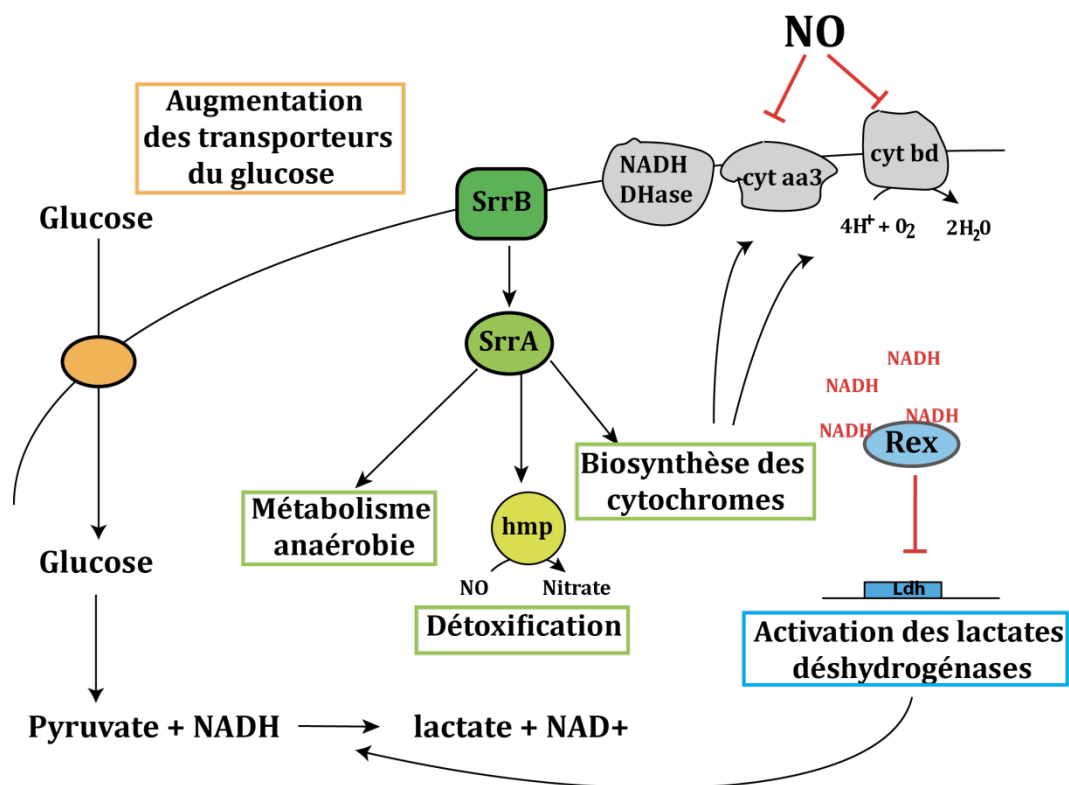 NO
Augmentation
des transporteurs
du glucose
Glucose
SrrB
NADH
DHase
cyt aa3
cyt bd
4H⁺ + O₂
2H₂0
SrrA
NADH
NADH
NADH
NADH
Rex
Métabolisme
anaérobie
hmp
NO
Nitrate
Détoxification
Biosynthèse des
cytochromes
Glucose
Ldh
Activation des lactates
déshydrogénases
Pyruvate + NADH
lactate + NAD+